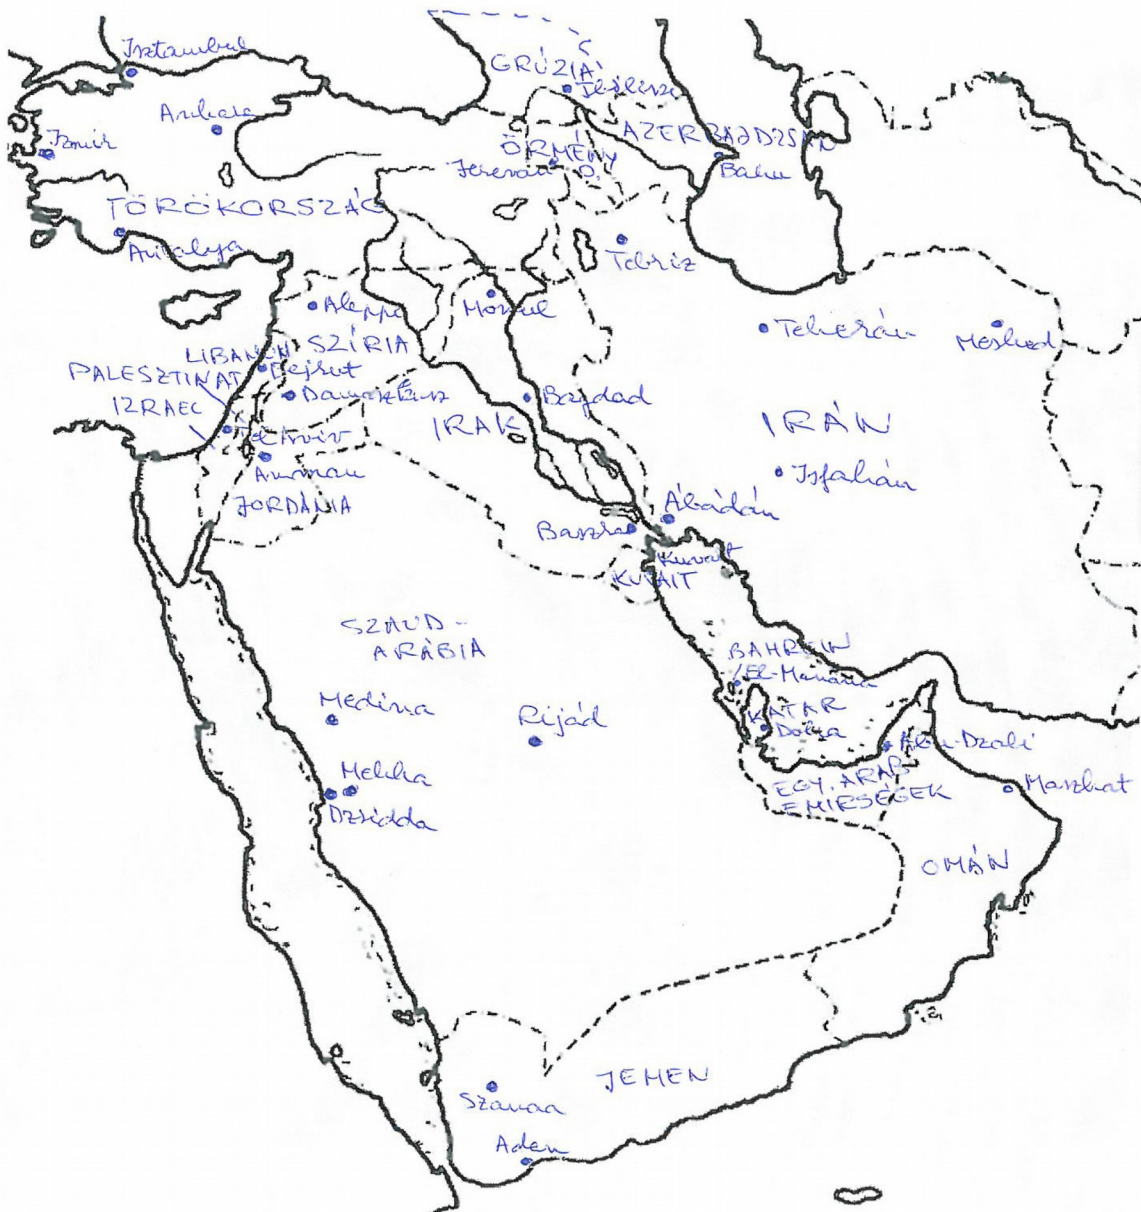 Isztambul
GRÚZIA
Tbiliszi
Ankara
AZERBAJDZSÁN
Izmir
ÖRMÉNY
O.
Jereván
Baku
TÖRÖKORSZÁG
Antalya
Tebriz
Aleppo
Moszul
Teherán
Meshed
SZÍRIA
LIBANON
Bejrut
PALESZTINAT
Damaszkusz
Bagdad
IZRAEL
IRAK
IRÁN
Tel Aviv
Amman
Iszfahán
JORDÁNIA
Ábádán
Baszra
Kuvait
KUVAIT
SZAUD-
ARÁBIA
BAHREIN
El-Manáma
Medina
Rijád
KATAR
Doha
Abu-Dzabi
Mekka
EGY. ARAB
EMIRSÉGEK
Maszkat
Dzsidda
OMÁN
JEMEN
Szanaa
Aden